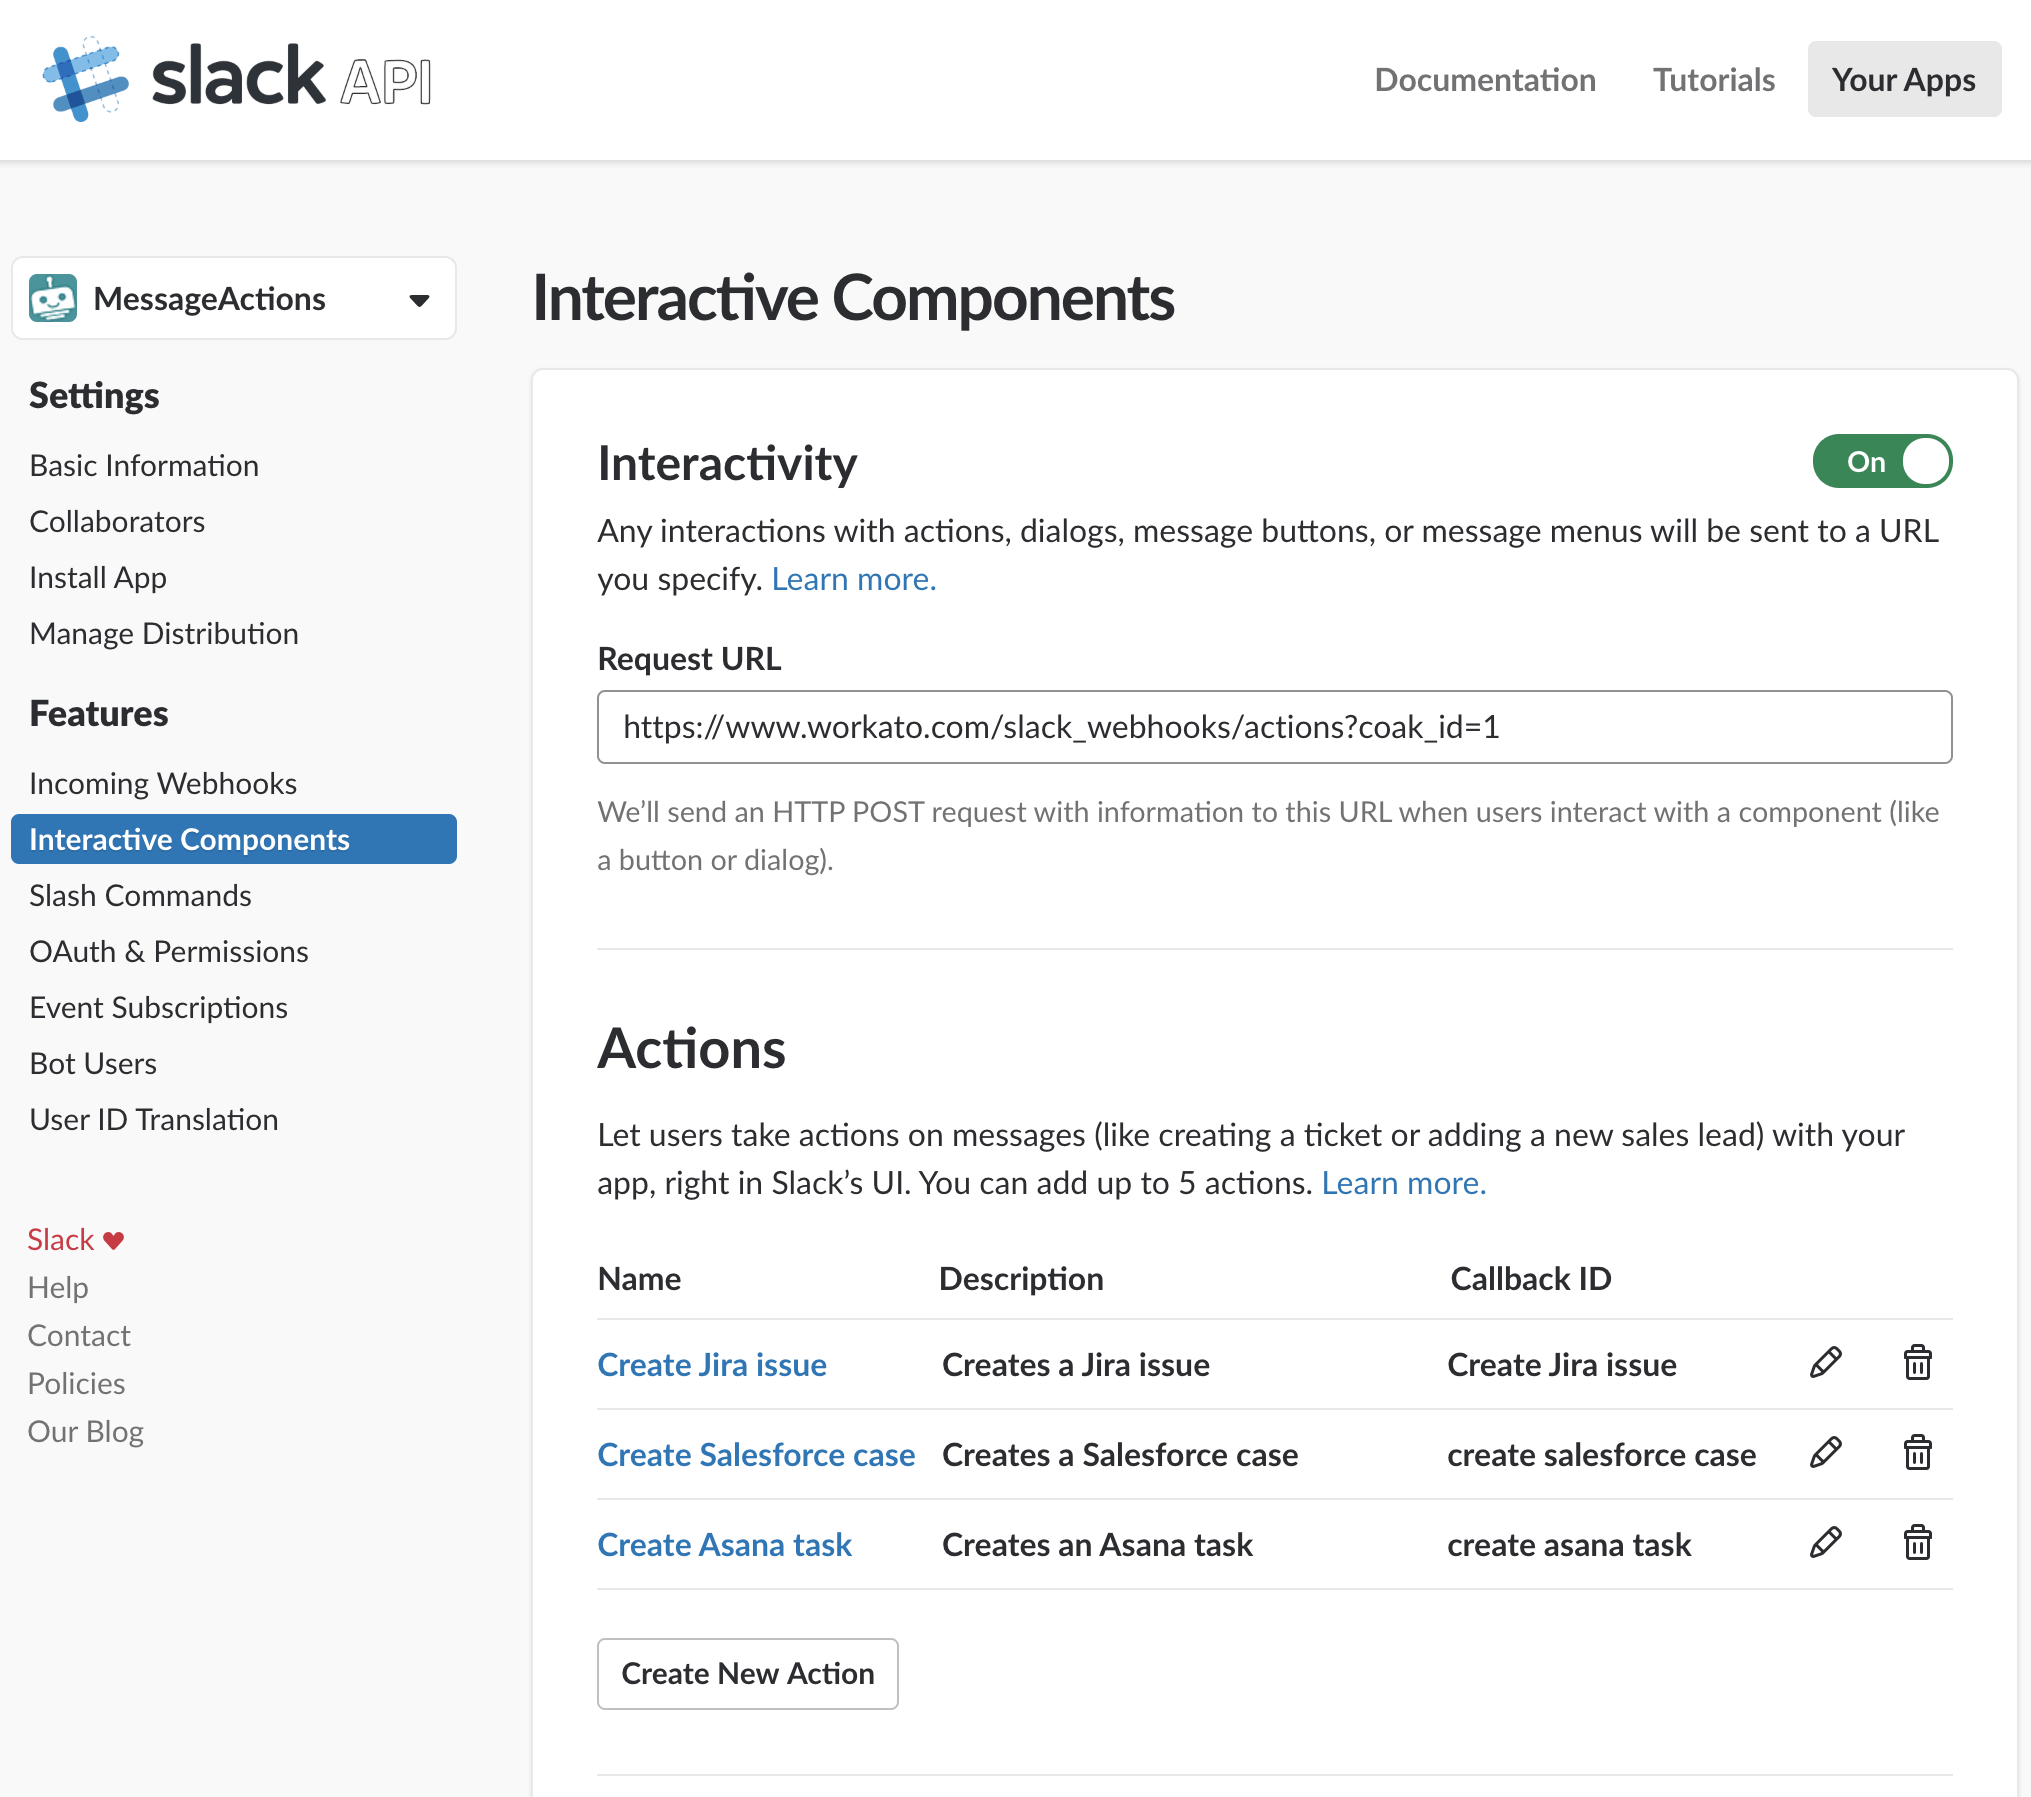 slack API
Documentation
Tutorials
Your Apps
MessageActions
Settings
Basic Information
Collaborators
Install App
Manage Distribution
Features
Incoming Webhooks
Interactive Components
Slash Commands
OAuth & Permissions
Event Subscriptions
Bot Users
User ID Translation
Slack ♥
Help
Contact
Policies
Our Blog
Interactive Components
Interactivity
On
Any interactions with actions, dialogs, message buttons, or message menus will be sent to a URL
you specify. Learn more.
Request URL
https://www.workato.com/slack_webhooks/actions?coak_id=1
We’ll send an HTTP POST request with information to this URL when users interact with a component (like
a button or dialog).
Actions
Let users take actions on messages (like creating a ticket or adding a new sales lead) with your
app, right in Slack’s UI. You can add up to 5 actions. Learn more.
Name Description Callback ID
Create Jira issue Creates a Jira issue Create Jira issue
Create Salesforce case Creates a Salesforce case create salesforce case
Create Asana task Creates an Asana task create asana task
Create New Action